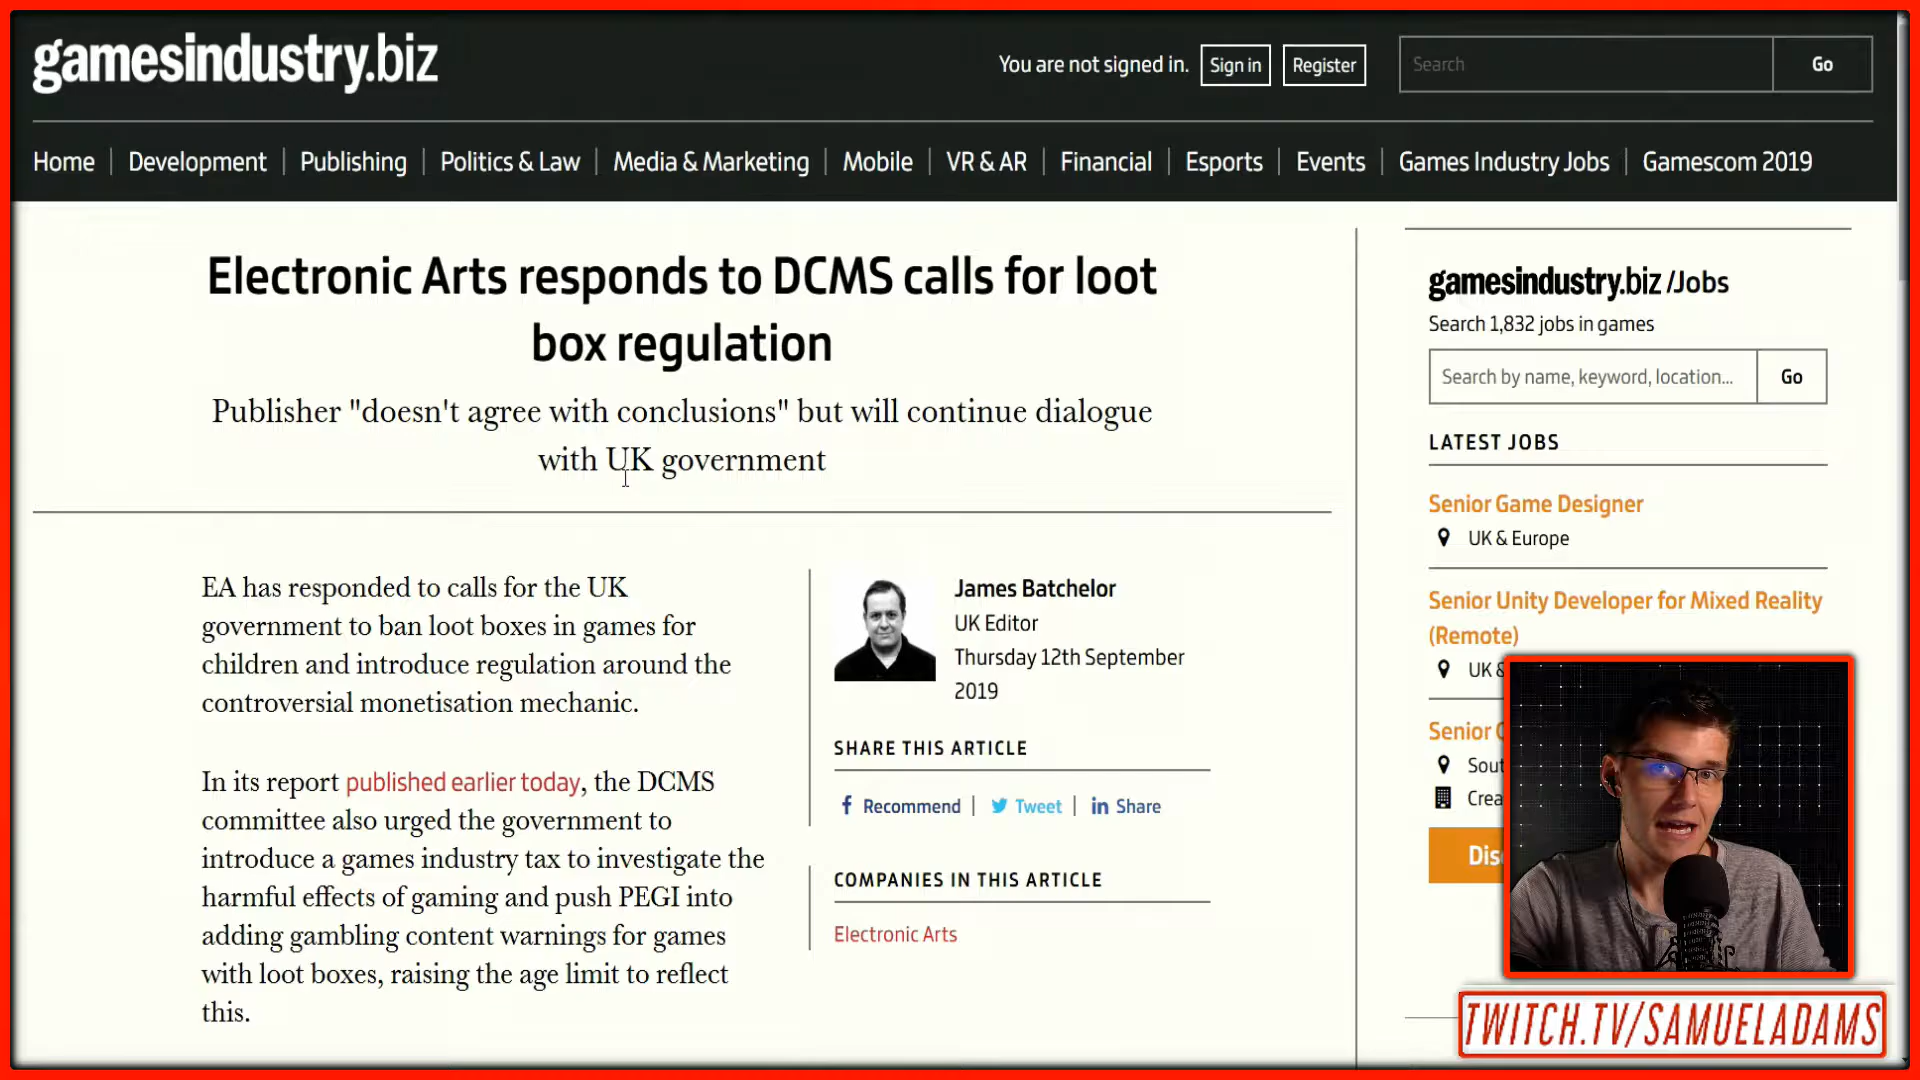 gamesindustry.biz
You are not signed in. Sign in Register Search Go
Home Development Publishing Politics & Law Media & Marketing Mobile VR & AR Financial Esports Events Games Industry Jobs Gamescom 2019
Electronic Arts responds to DCMS calls for loot
box regulation
Publisher "doesn't agree with conclusions" but will continue dialogue
with UK government
EA has responded to calls for the UK
government to ban loot boxes in games for
children and introduce regulation around the
controversial monetisation mechanic.
In its report published earlier today, the DCMS
committee also urged the government to
introduce a games industry tax to investigate the
harmful effects of gaming and push PEGI into
adding gambling content warnings for games
with loot boxes, raising the age limit to reflect
this.
James Batchelor
UK Editor
Thursday 12th September
2019
SHARE THIS ARTICLE
Recommend Tweet in Share
COMPANIES IN THIS ARTICLE
Electronic Arts
gamesindustry.biz /Jobs
Search 1,832 jobs in games
Search by name, keyword, location... Go
LATEST JOBS
Senior Game Designer
UK & Europe
Senior Unity Developer for Mixed Reality
(Remote)
UK &
Senior
TWITCH.TV/SAMUELADAMS